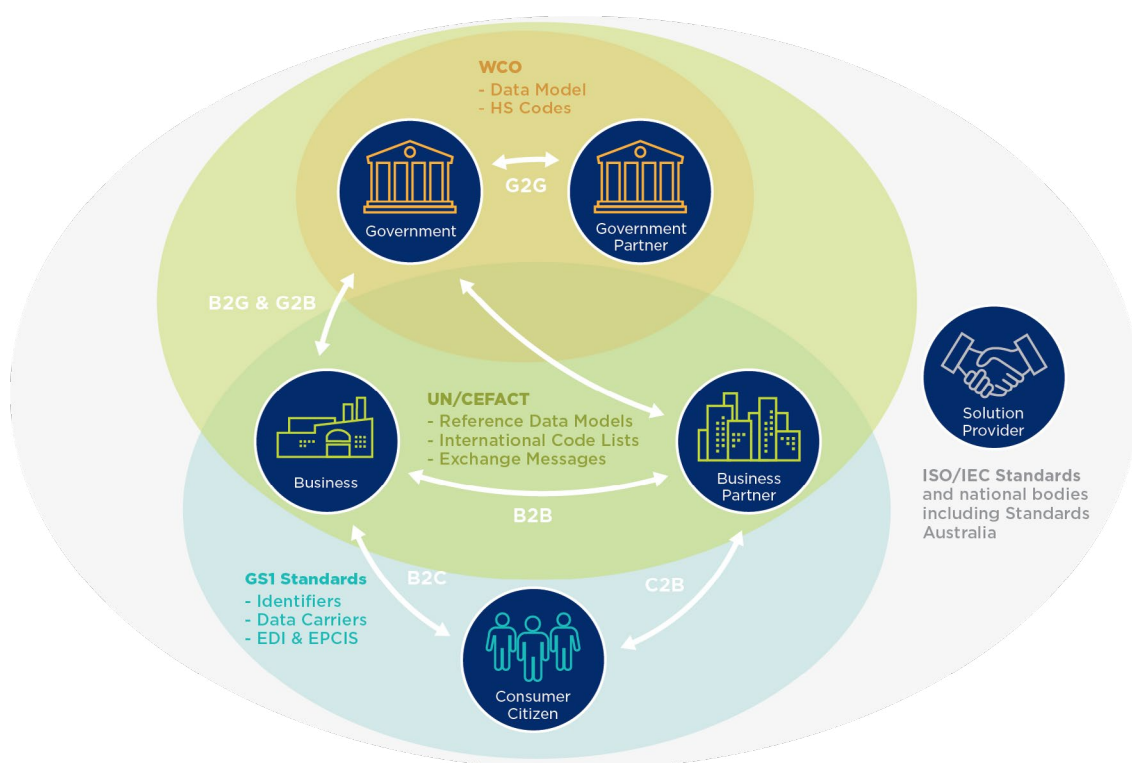 WCO
- Data Model
- HS Codes
G2G
Government
Government
Partner
B2G & G2B
UN/CEFACT
- Reference Data Models
- International Code Lists
- Exchange Messages
Business
Business
Partner
B2B
Solution
Provider
ISO/IEC Standards
and national bodies
including Standards
Australia
GS1 Standards
- Identifiers
- Data Carriers
- EDI & EPCIS
B2C
C2B
Consumer
Citizen